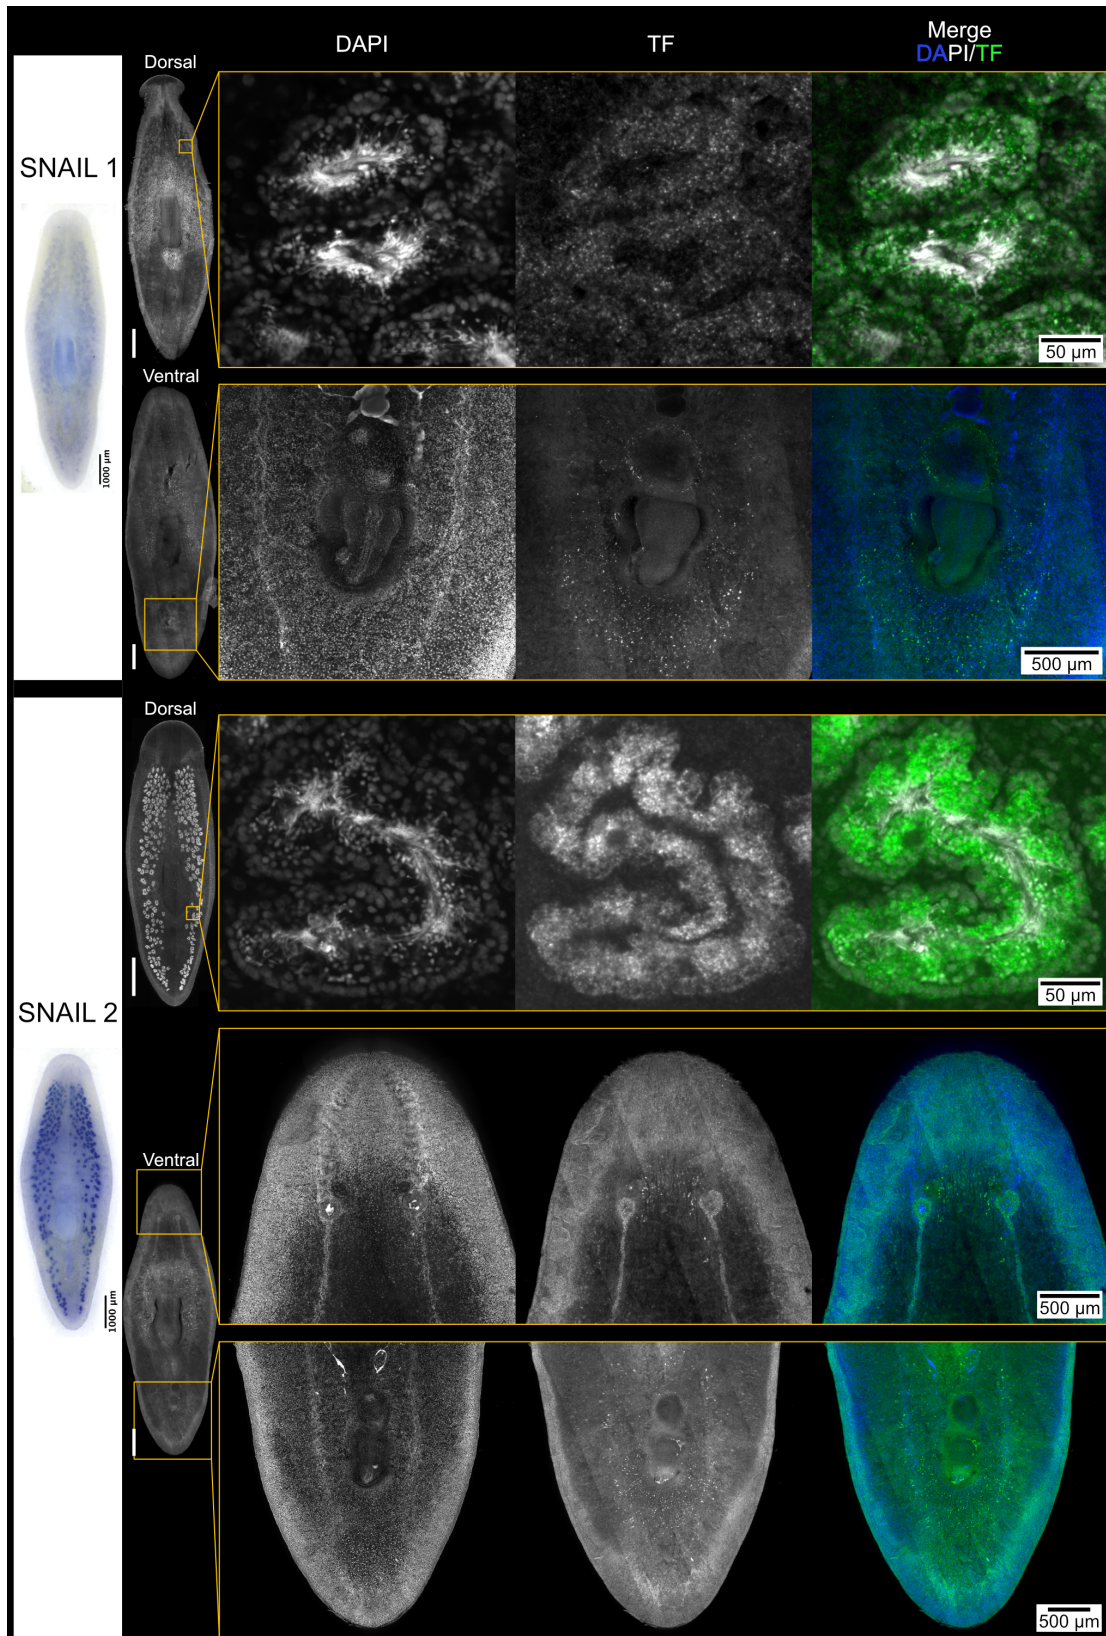 DAPI
TF
Merge
DAPI/TF
SNAIL 1
1000 µm
Dorsal
50 µm
Ventral
500 µm
SNAIL 2
1000 µm
Dorsal
50 µm
Ventral
500 µm
500 µm